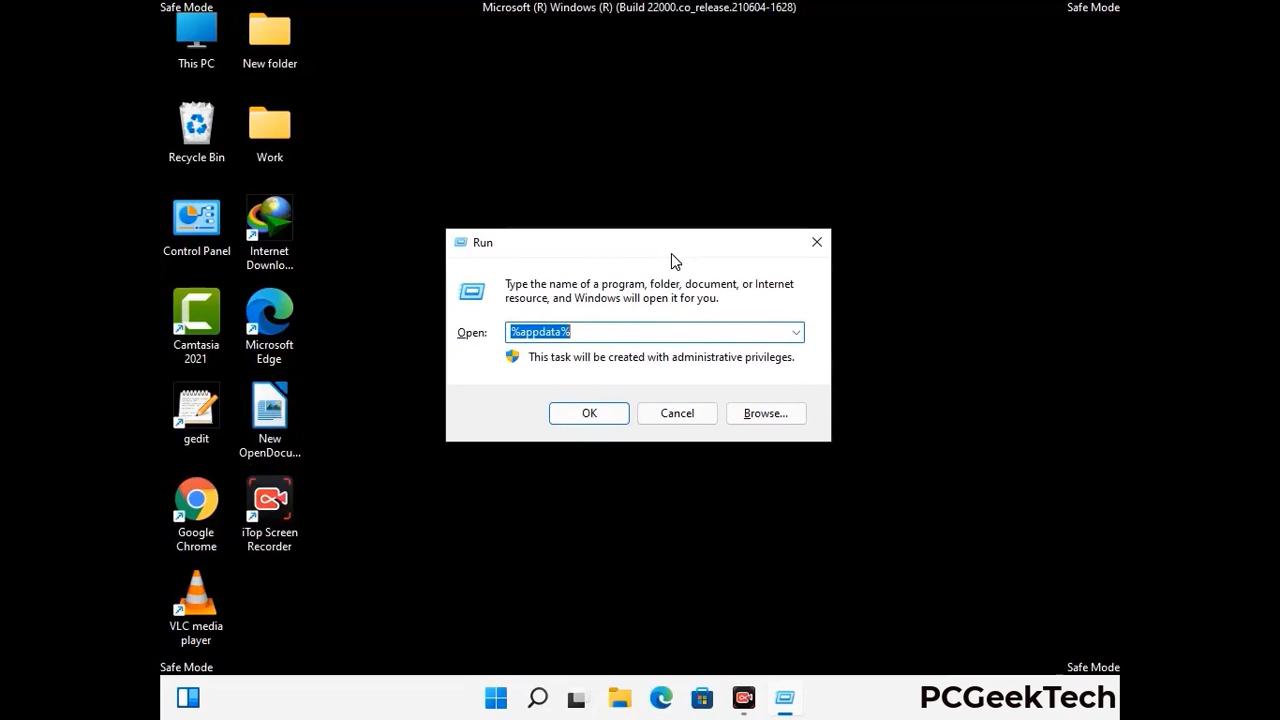 Safe Mode
Microsoft (R) Windows (R) (Build 22000.co_release.210604-1628)
Safe Mode
This PC
New folder
Recycle Bin
Work
Control Panel
Internet
Downlo...
Camtasia
2021
Microsoft
Edge
gedit
New
OpenDocu...
Google
Chrome
iTop Screen
Recorder
VLC media
player
Run
Type the name of a program, folder, document, or Internet
resource, and Windows will open it for you.
Open:
%appdata%
This task will be created with administrative privileges.
OK
Cancel
Browse...
Safe Mode
Safe Mode
PCGeekTech